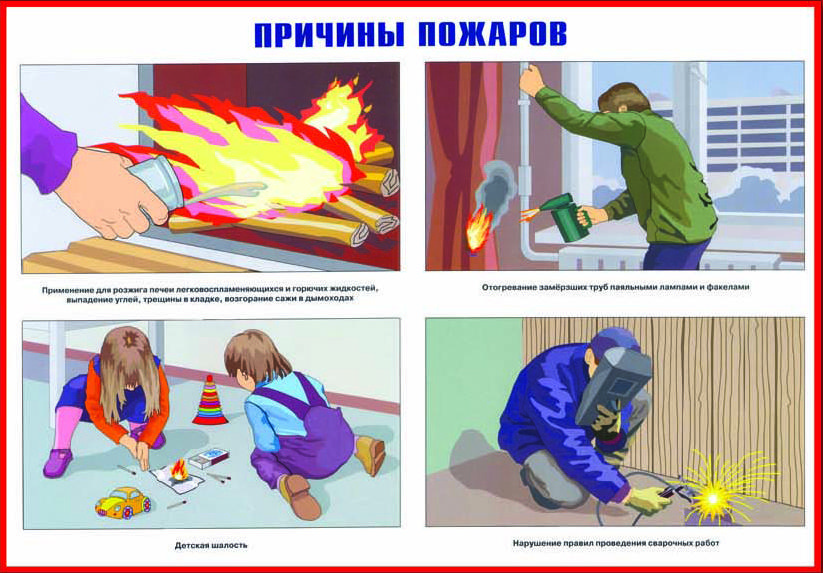 ПРИЧИНЫ ПОЖАРОВ
Применение для розжига печеи легковоспламеняющихся и горючих жидкостей,
выпадение углей, трещины в кладке, возгорание сажи в дымоходах
Отогревание замёрзших труб паяльными лампами и факелами
Детская шалость
Нарушение правил проведения сварочных работ